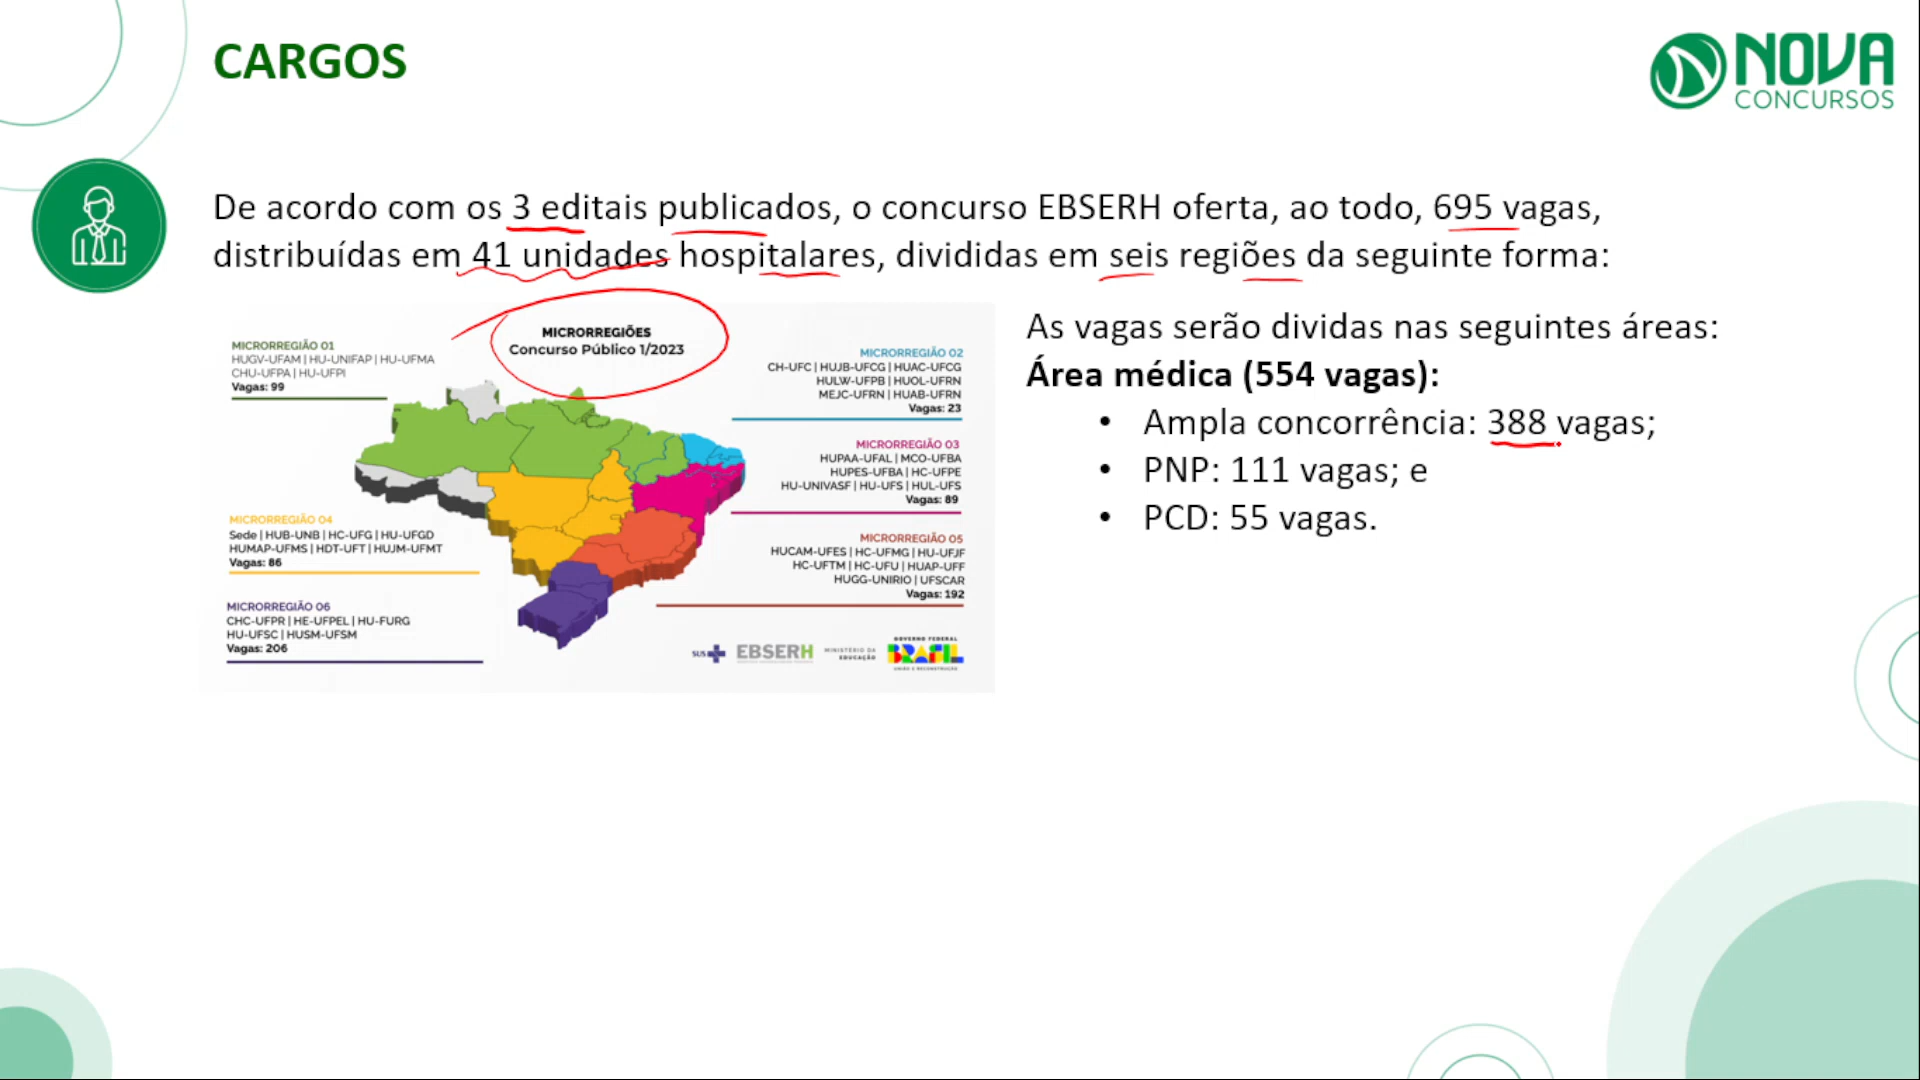 CARGOS
NOVA
CONCURSOS
De acordo com os 3 editais publicados, o concurso EBSERH oferta, ao todo, 695 vagas,
distribuídas em 41 unidades hospitalares, divididas em seis regiões da seguinte forma:
MICRORREGIÕES
Concurso Público 1/2023
MICRORREGIÃO 01
HUGV-UFAM | HU-UNIFAP | HU-UFMA
CHU-UFPA | HU-UFPI
Vagas: 99
MICRORREGIÃO 02
CH-UFC | HUJB-UFCG | HUAC-UFCG
HULW-UFPB | HUOL-UFRN
MEJC-UFRN | HUAB-UFRN
Vagas: 23
MICRORREGIÃO 03
HUPAA-UFAL | MCO-UFBA
HUPES-UFBA | HC-UFPE
HU-UNIVASF | HU-UFS | HUL-UFS
Vagas: 89
MICRORREGIÃO 04
Sede | HUB-UNB | HC-UFG | HU-UFGD
HUMAP-UFMS | HDT-UFT | HUJM-UFMT
Vagas: 86
MICRORREGIÃO 05
HUCAM-UFES | HC-UFMG | HU-UFJF
HC-UFTM | HC-UFU | HUAP-UFF
HUGG-UNIRIO | UFSCAR
Vagas: 192
MICRORREGIÃO 06
CHC-UFPR | HE-UFPEL | HU-FURG
HU-UFSC | HUSM-UFSM
Vagas: 206
SUS
EBSERH
MINISTÉRIO DA
EDUCAÇÃO
GOVERNO FEDERAL
BRASIL
UNIÃO E RECONSTRUÇÃO
As vagas serão dividas nas seguintes áreas:
Área médica (554 vagas):
• Ampla concorrência: 388 vagas;
• PNP: 111 vagas; e
• PCD: 55 vagas.